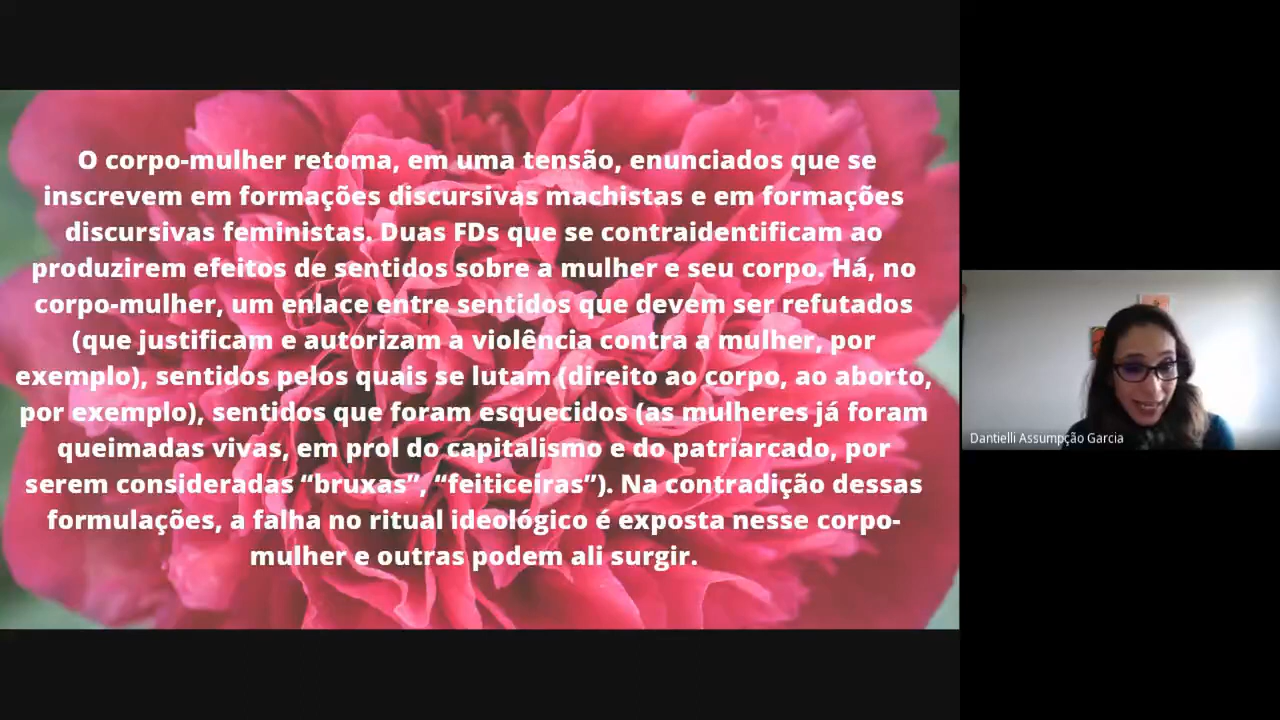 O corpo-mulher retoma, em uma tensão, enunciados que se
inscrevem em formações discursivas machistas e em formações
discursivas feministas. Duas FDs que se contraidentificam ao
produzirem efeitos de sentidos sobre a mulher e seu corpo. Há, no
corpo-mulher, um enlace entre sentidos que devem ser refutados
(que justificam e autorizam a violência contra a mulher, por
exemplo), sentidos pelos quais se lutam (direito ao corpo, ao aborto,
por exemplo), sentidos que foram esquecidos (as mulheres já foram
queimadas vivas, em prol do capitalismo e do patriarcado, por
serem consideradas “bruxas”, “feiticeiras”). Na contradição dessas
formulações, a falha no ritual ideológico é exposta nesse corpo-
mulher e outras podem ali surgir.
Dantielli Assumpção Garcia